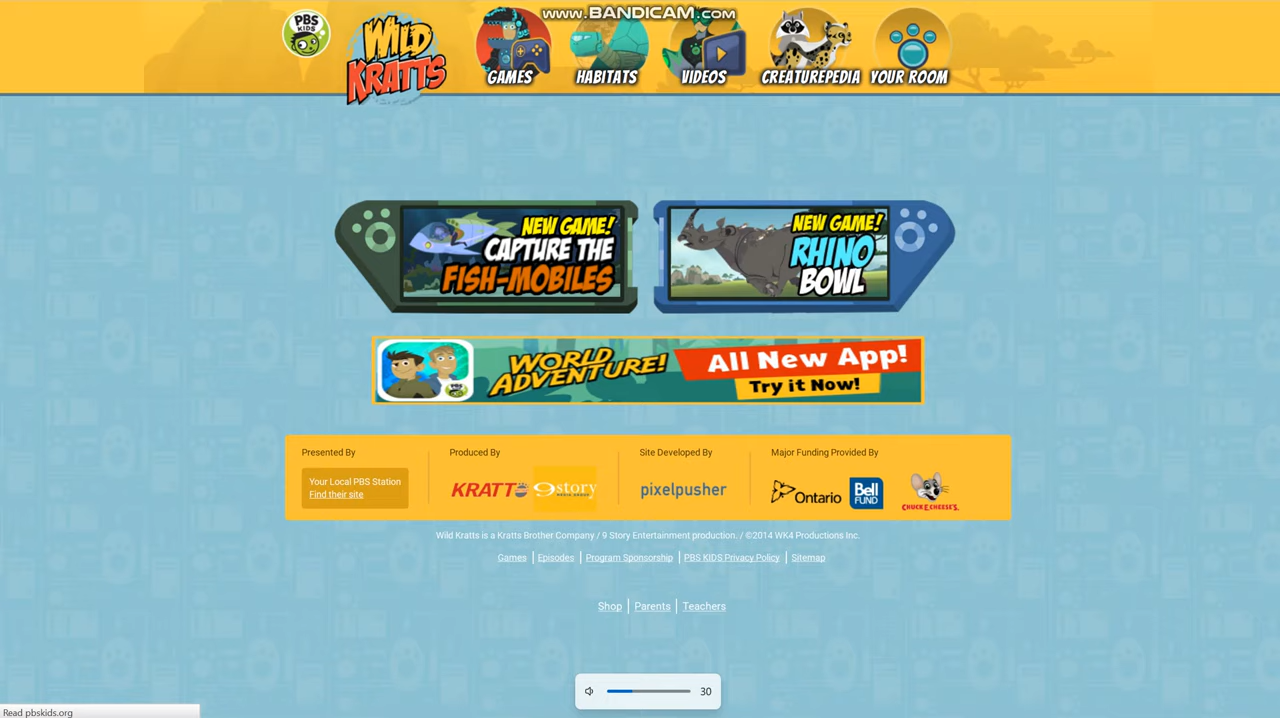 www.BANDICAM.com
PBS
KIDS
WILD
KRATTS
GAMES
HABITATS
VIDEOS
CREATUREPEDIA
YOUR ROOM
NEW GAME!
CAPTURE THE
FISH-MOBILES
NEW GAME!
RHINO
BOWL
PBS
WORLD
ADVENTURE!
All New App!
Try it Now!
Presented By
Your Local PBS Station
Find their site
Produced By
KRATT
9story
MEDIA GROUP
Site Developed By
pixelpusher
Major Funding Provided By
Ontario
Bell
FUND
CHUCK E. CHEESE'S
Wild Kratts is a Kratts Brother Company / 9 Story Entertainment production. / ©2014 WK4 Productions Inc.
Games
Episodes
Program Sponsorship
PBS KIDS Privacy Policy
Sitemap
Shop
Parents
Teachers
30
Read pbskids.org